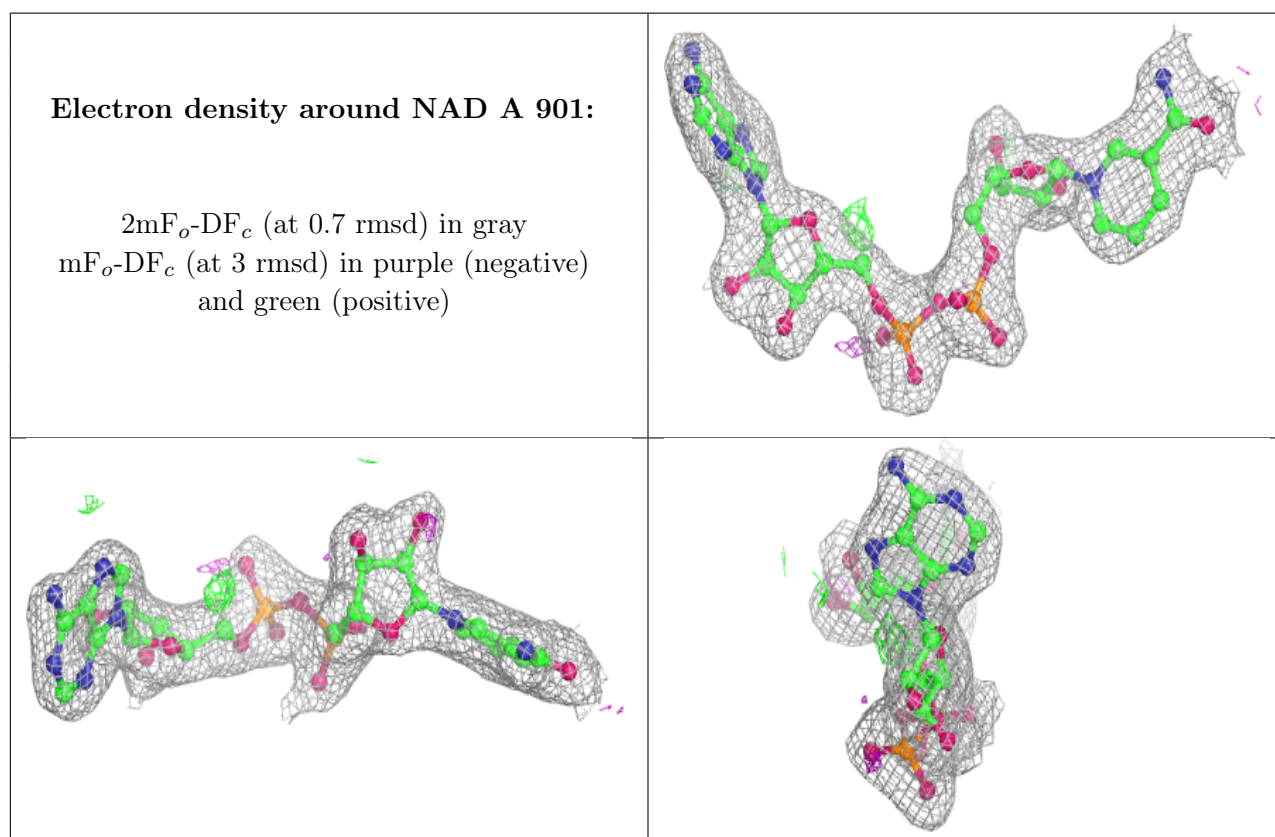 Electron density around NAD A 901:
2mFo-DFc (at 0.7 rmsd) in gray
mFo-DFc (at 3 rmsd) in purple (negative)
and green (positive)